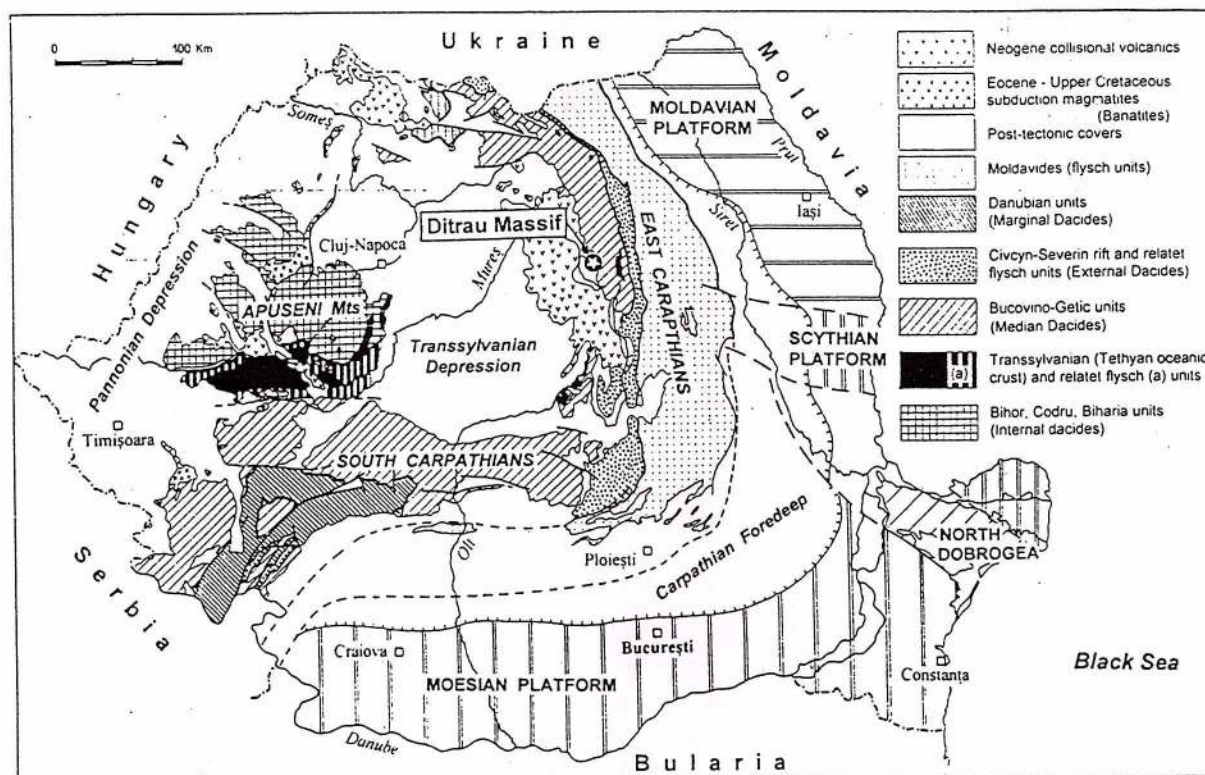 0 100 Km
Ukraine
Moldavia
Hungary
Serbia
Bularia
Black Sea
Someș
MOLDAVIAN
PLATFORM
Prut
Siret
Iași
Ditrau Massif
Cluj-Napoca
Mureș
Pannonian Depression
APUSENI Mts
Transsylvanian
Depression
EAST CARAPTHIANS
SCYTHIAN
PLATFORM
Timișoara
SOUTH CARPATHIANS
Olt
Ploiești
Carpathian Foredeep
NORTH
DOBROGEA
Craiova
București
MOESIAN PLATFORM
Constanța
Danube
Neogene collisional volcanics
Eocene - Upper Cretaceous
subduction magmatites
(Banatites)
Post-tectonic covers
Moldavides (flysch units)
Danubian units
(Marginal Dacides)
Civcyn-Severin rift and relatet
flysch units (External Dacides)
Bucovino-Getic units
(Median Dacides)
(a)
Transsylvanian (Tethyan oceanic
crust) and relatet flysch (a) units
Bihor, Codru, Biharia units
(Internal dacides)